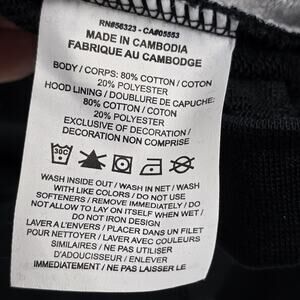 RN#56323 - CA#05553
MADE IN CAMBODIA
FABRIQUE AU CAMBODGE
BODY / CORPS: 80% COTTON / COTON
20% POLYESTER
HOOD LINING / DOUBLURE DE CAPUCHE:
80% COTTON / COTON
20% POLYESTER
EXCLUSIVE OF DECORATION /
DECORATION NON COMPRISE
30C
WASH INSIDE OUT / WASH IN NET / WASH
WITH LIKE COLORS / DO NOT USE
SOFTENERS / REMOVE IMMEDIATELY / DO
NOT ALLOW TO LAY ON ITSELF WHEN WET /
DO NOT IRON DESIGN
LAVER A L'ENVERS / PLACER DANS UN FILET
POUR NETTOYER / LAVER AVEC COULEURS
SIMILAIRES / NE PAS UTILISER
D'ADOUCISSEUR / ENLEVER
IMMEDIATEMENT / NE PAS LAISSER LE